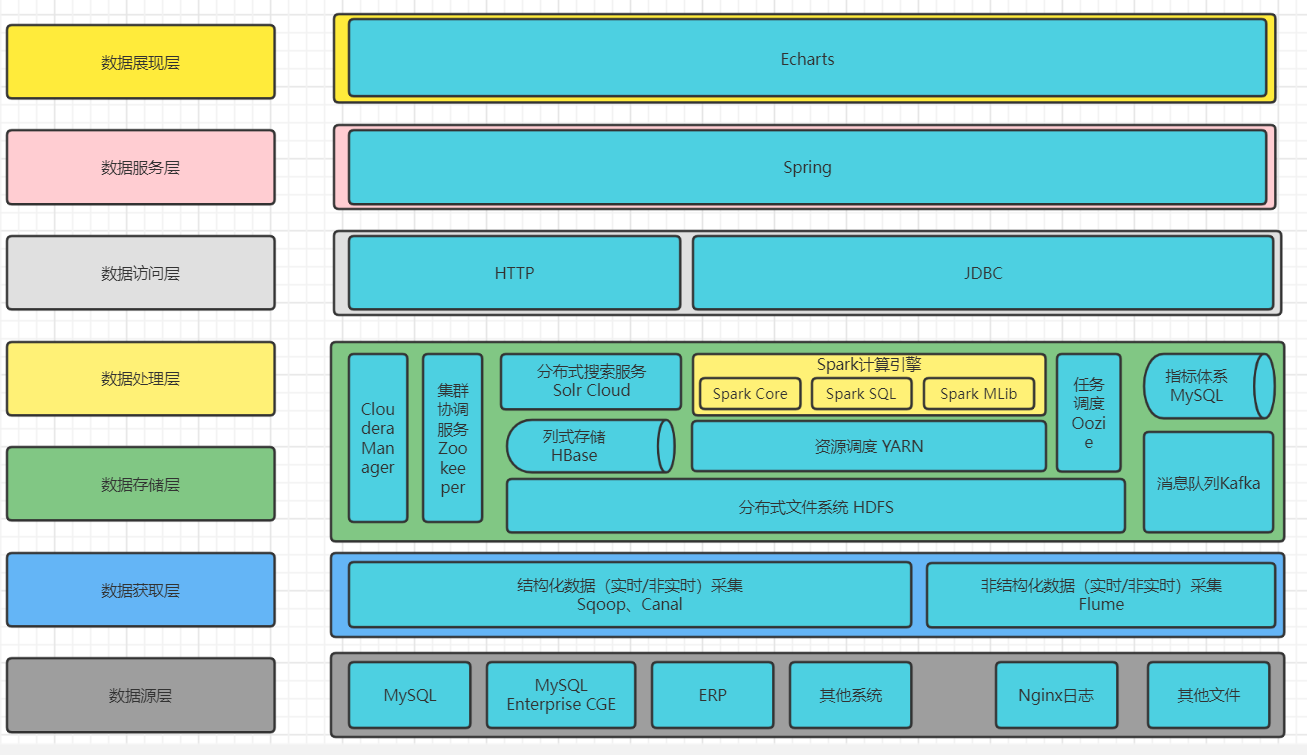 数据展现层
Echarts
数据服务层
Spring
数据访问层
HTTP
JDBC
数据处理层
数据存储层
Clou
dera
Man
ager
集群
协调
服务
Zoo
kee
per
分布式搜索服务
Solr Cloud
列式存储
HBase
Spark计算引擎
Spark Core
Spark SQL
Spark MLib
资源调度 YARN
分布式文件系统 HDFS
任务
调度
Oozi
e
指标体系
MySQL
消息队列Kafka
数据获取层
结构化数据（实时/非实时）采集
Sqoop、Canal
非结构化数据（实时/非实时）采集
Flume
数据源层
MySQL
MySQL
Enterprise CGE
ERP
其他系统
Nginx日志
其他文件